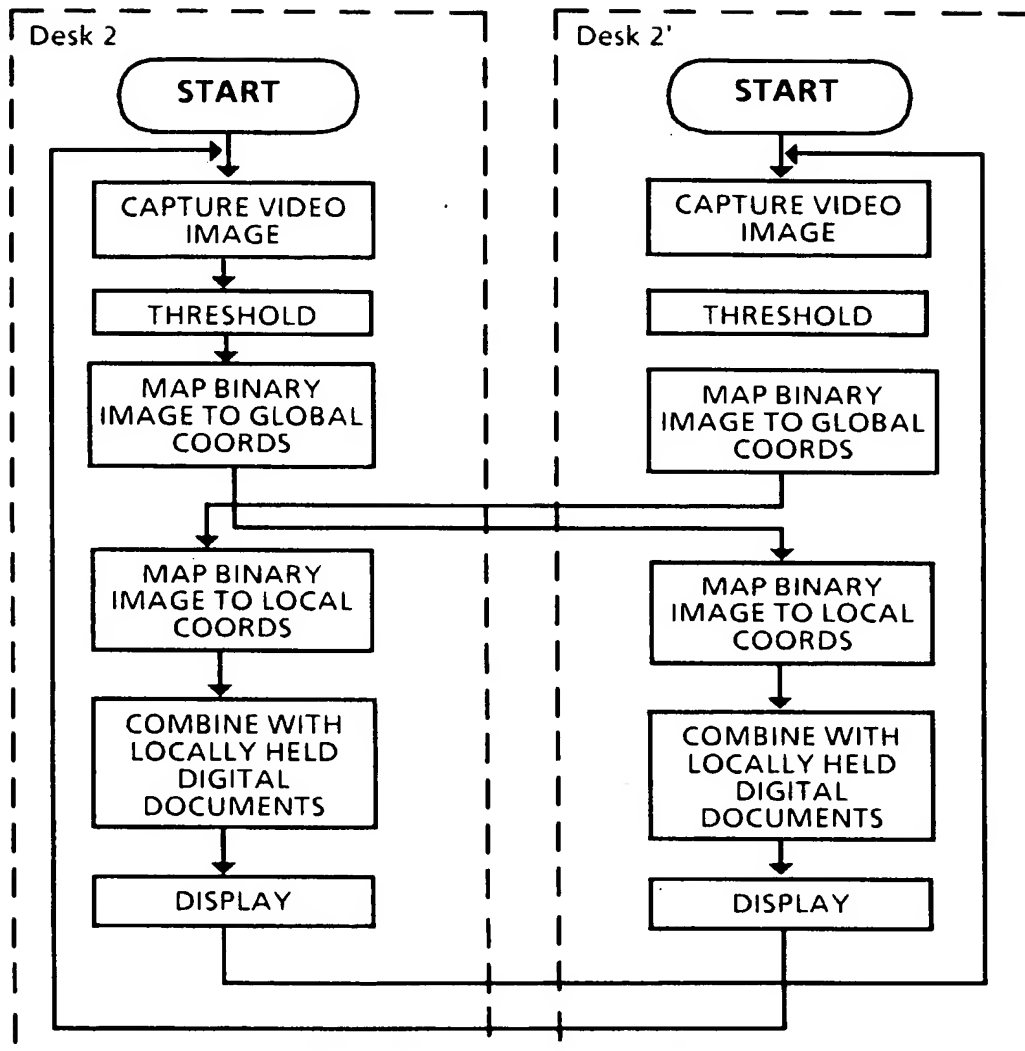 Desk 2
START
CAPTURE VIDEO
IMAGE
THRESHOLD
MAP BINARY
IMAGE TO GLOBAL
COORDS
MAP BINARY
IMAGE TO LOCAL
COORDS
COMBINE WITH
LOCALLY HELD
DIGITAL
DOCUMENTS
DISPLAY
Desk 2'
START
CAPTURE VIDEO
IMAGE
THRESHOLD
MAP BINARY
IMAGE TO GLOBAL
COORDS
MAP BINARY
IMAGE TO LOCAL
COORDS
COMBINE WITH
LOCALLY HELD
DIGITAL
DOCUMENTS
DISPLAY